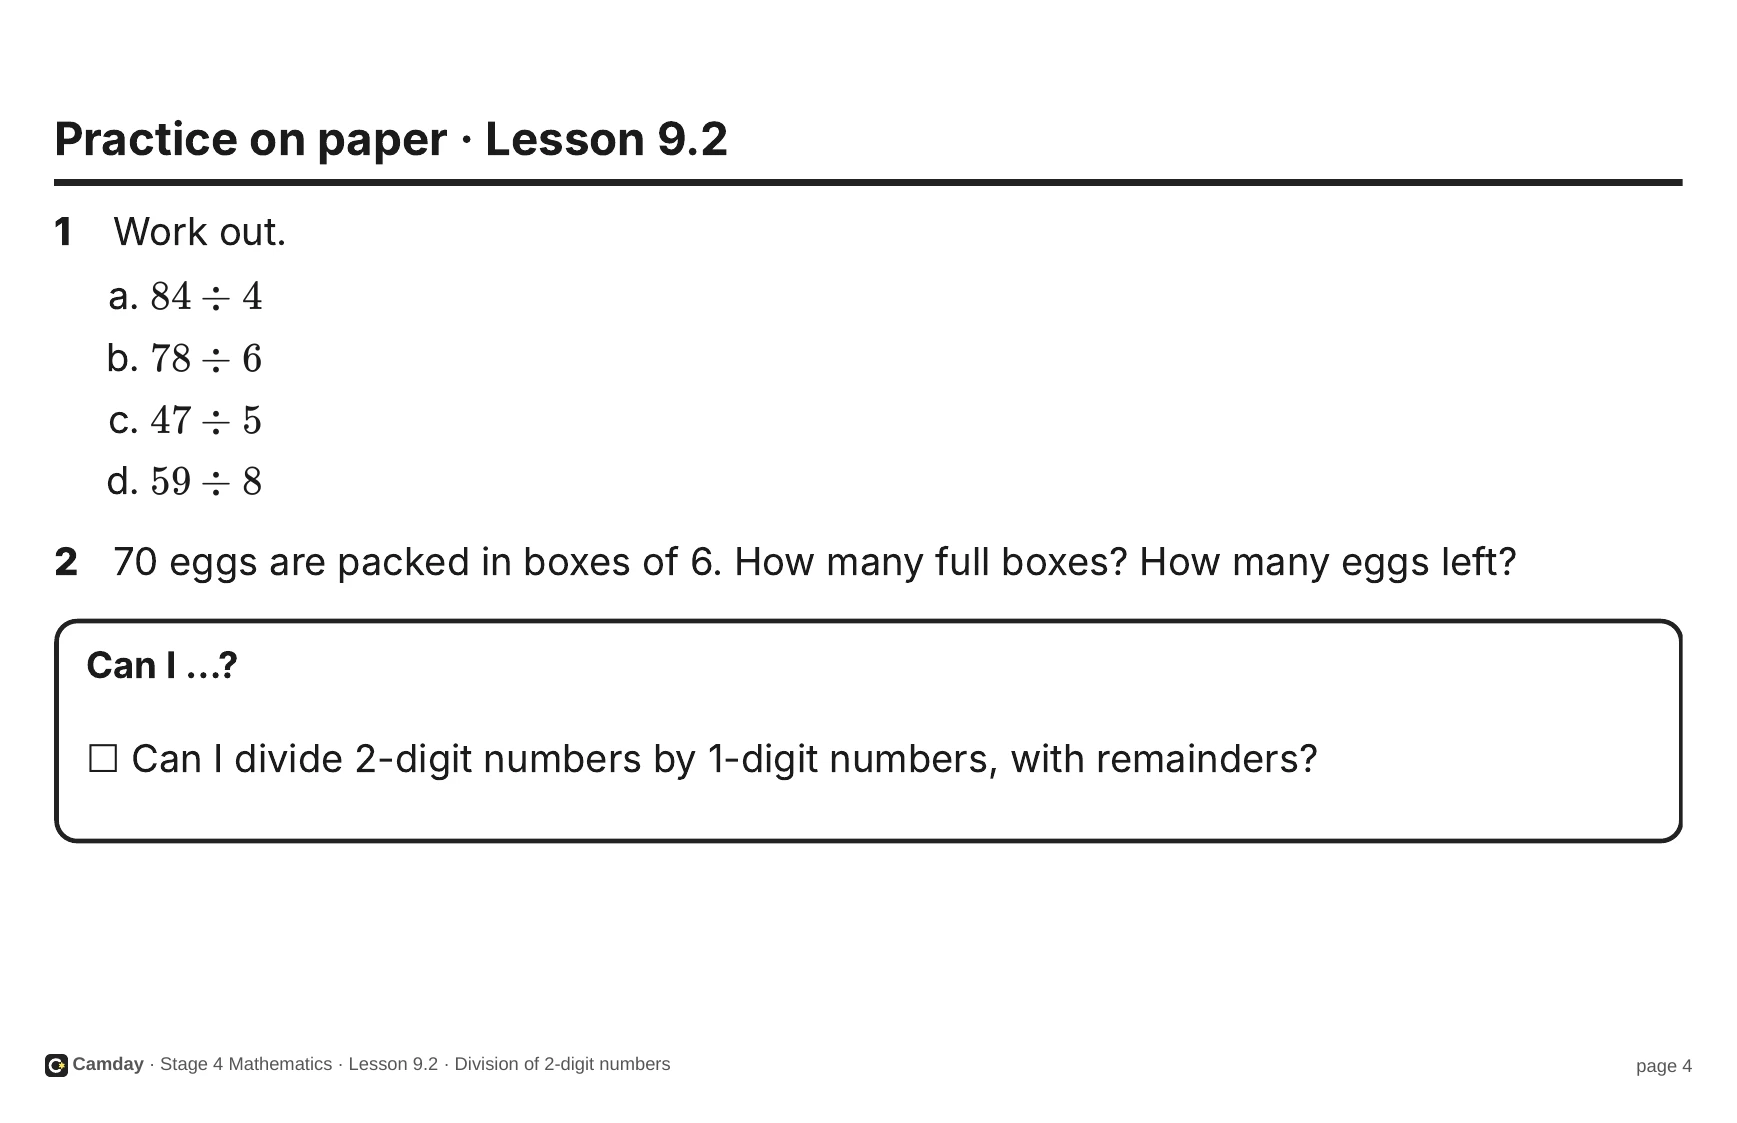 Practice on paper · Lesson 9.2
1 Work out.
a. 84 ÷ 4
b. 78 ÷ 6
c. 47 ÷ 5
d. 59 ÷ 8
2 70 eggs are packed in boxes of 6. How many full boxes? How many eggs left?
Can I …?
☐ Can I divide 2-digit numbers by 1-digit numbers, with remainders?
Camday · Stage 4 Mathematics · Lesson 9.2 · Division of 2-digit numbers
page 4